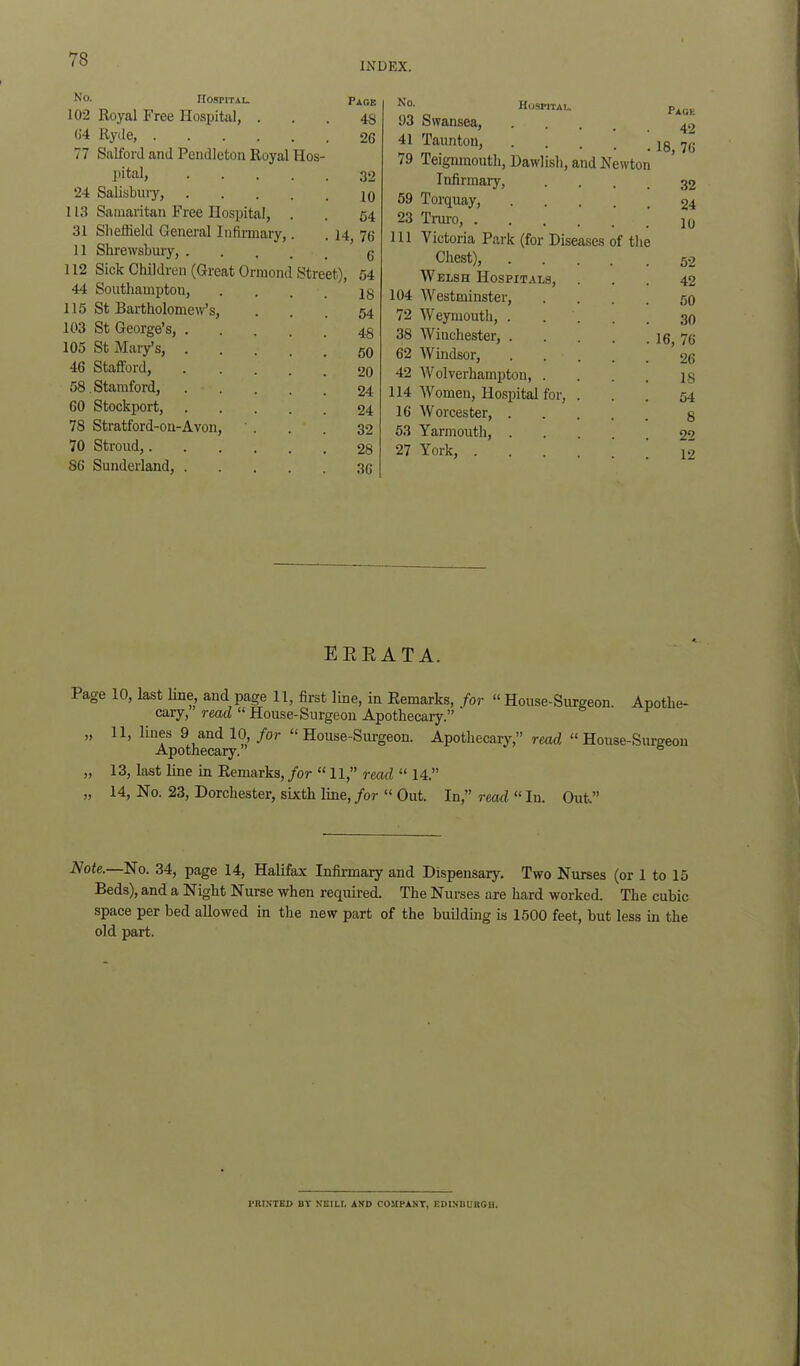 78
INDEX.
No. Hospital. Page
102 Royal Free Hospital, . . . 48
64 Ryde, . . . . . . 26
77 Salford and Pendleton Royal Hos-
pital, . . . . . 32
24 Salisbury, . . . . . 10
113 Samaritan Free Hospital, . . 54
31 Sheffield General Infirmary, . . 14, 76
11 Shrewsbury, . . . . . 6
112 Sick Children (Great Ormond Street), 54
44 Southampton, . . . . 18
115 St Bartholomew's, . . . 54
103 St George's, . . . . . 48
105 St Mary's, . . . . . 50
46 Stafford, . . . . . 20
58 Stamford, . . . . . 24
60 Stockport, . . . . . 24
78 Stratford-on-Avon, . . . 32
70 Stroud, . . . . . . 28
86 Sunderland, . . . . . 36
No. Hospital. Page
93 Swansea, . . . . . 42
41 Taunton, . . . . . 18, 76
79 Teignmouth, Dawlish, and Newton
Infirmary, . . . . 32
59 Torquay, . . . . . 24
23 Truro, . . . . . . 10
111 Victoria Park (for Diseases of the
Chest), . . . . . 52
Welsh Hospitals, . . . 42
104 Westminster, . . . . 50
72 Weymouth, . . . . . 30
38 Winchester, . . . . . 16, 76
62 Windsor, . . . . . 26
42 Wolverhampton, . . . . 18
114 Women, Hospital for, . . . 54
16 Worcester, . . . . . 8
53 Yarmouth, . . . . . 22
27 York, . . . . . . 12
ERRATA.
Page 10, last line, and page 11, first line, in Remarks, for “ House-Surgeon. Apothe-
cary,” read “ House-Surgeon Apothecary.”
„ 11, lines 9 and 10, for “ House-Surgeon. Apothecary,” read “ House-Surgeon
Apothecary.”
„ 13, last line in Remarks, for “ 11,” read “ 14.”
„ 14, No. 23, Dorchester, sixth line, for “ Out. In,” read “ In. Out.”
Note.—No. 34, page 14, Halifax Infirmary and Dispensary. Two Nurses (or 1 to 15
Beds), and a Night Nurse when required. The Nurses are hard worked. The cubic
space per bed allowed in the new part of the building is 1500 feet, but less in the
old part.
PRINTED BY NEILL AND COMPANY, EDINBURGH.